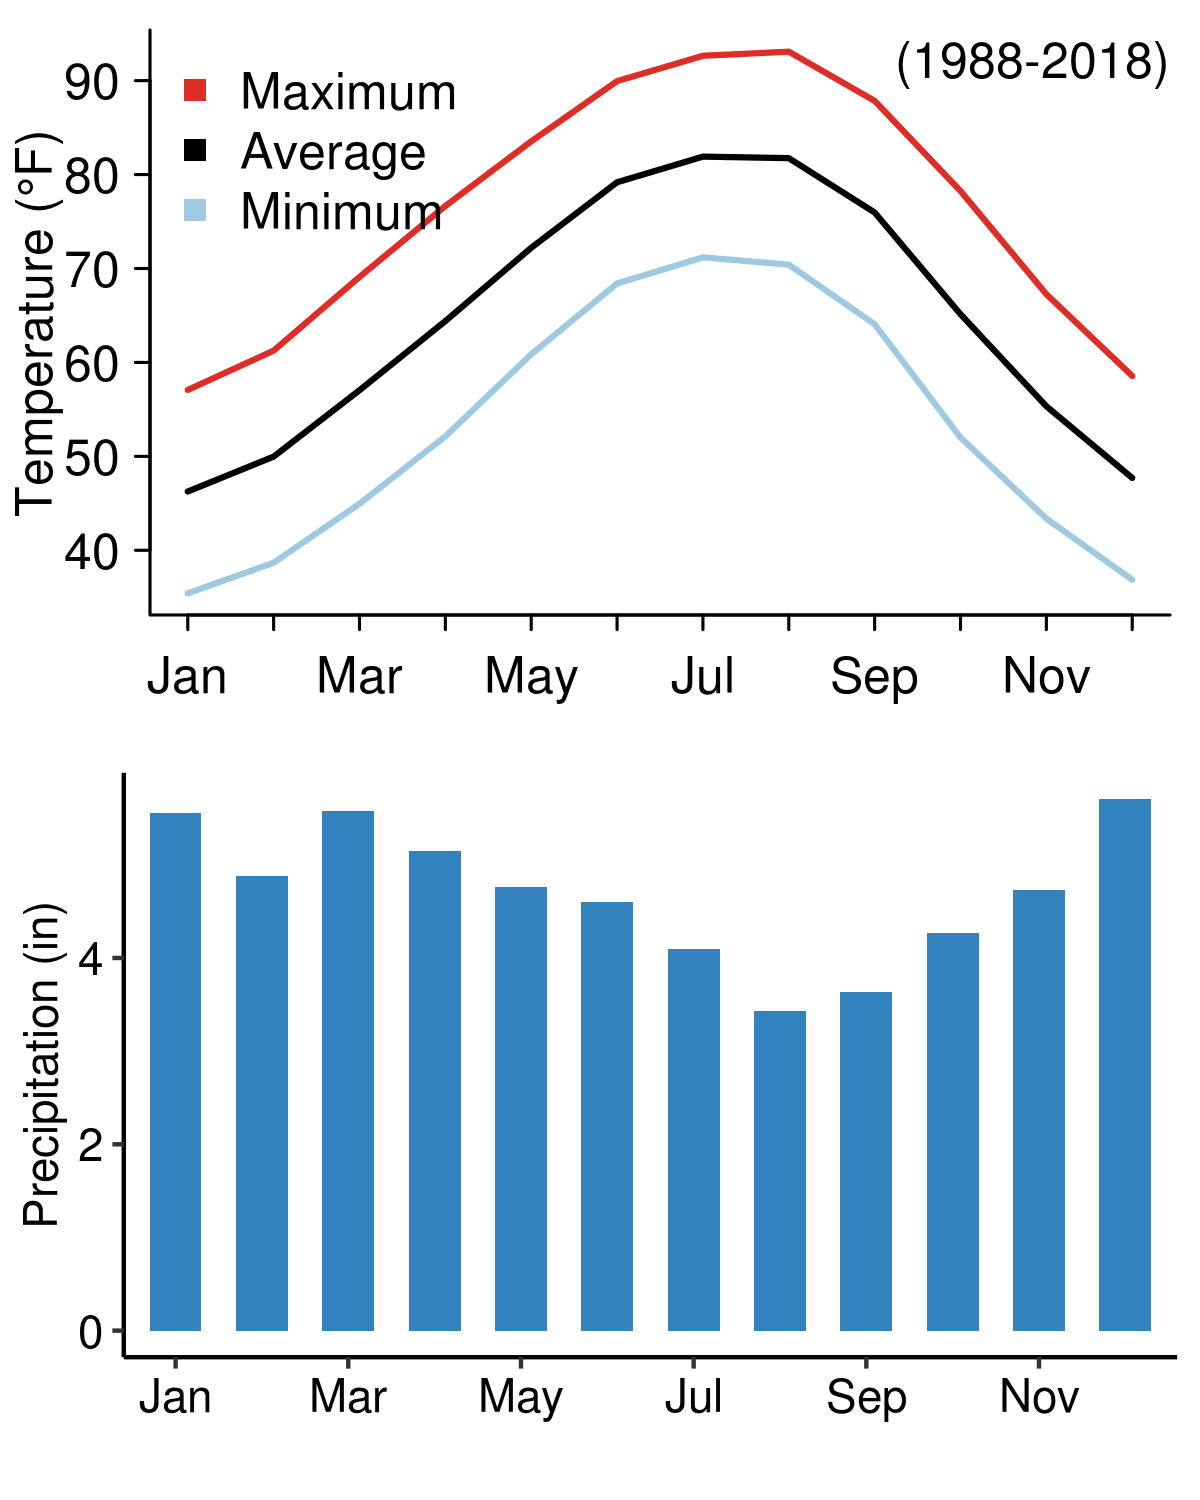 (1988-2018)
Maximum
Average
Minimum
Temperature (°F)
90
80
70
60
50
40
Jan Mar May Jul Sep Nov
Precipitation (in)
4
2
0
Jan Mar May Jul Sep Nov